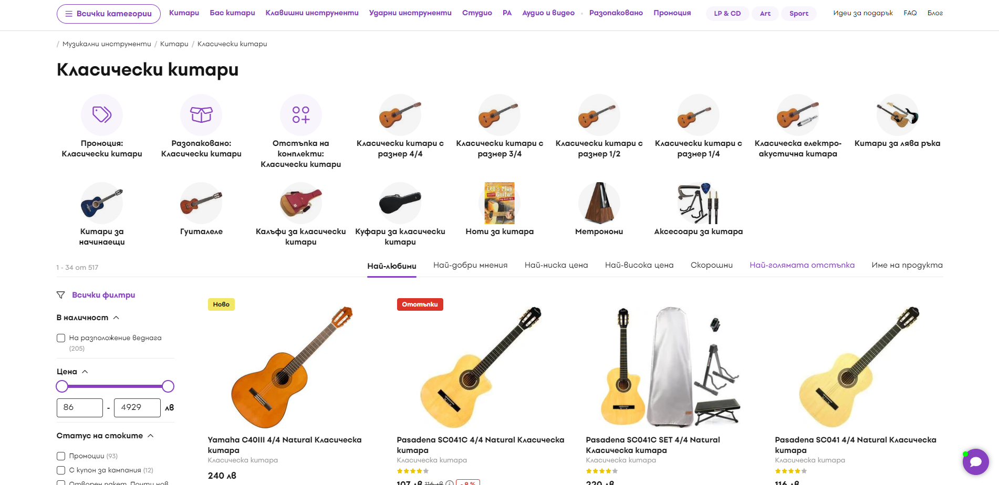 Всички категории
Китари
Бас китари
Клавишни инструменти
Ударни инструменти
Студио
PA
Аудио и видео
Разопаковано
Промоция
LP & CD
Art
Sport
Идеи за подарък
FAQ
Блог
/ Музикални инструменти / Китари / Класически китари
Класически китари
Промоция:
Класически китари
Разопаковано:
Класически китари
Отстъпка на
комплекти:
Класически китари
Класически китари с
размер 4/4
Класически китари с
размер 3/4
Класически китари с
размер 1/2
Класически китари с
размер 1/4
Класическа електро-
акустична китара
Китари за лява ръка
Китари за
начинаещи
Гуиталеле
Калъфи за класически
китари
Куфари за класически
китари
Let's Play
Guitar
Ноти за китара
Метрономи
Аксесоари за китара
1 - 34 от 517
Най-любими
Най-добри мнения
Най-ниска цена
Най-висока цена
Скорошни
Най-голямата отстъпка
Име на продукта
Всички филтри
В наличност
На разположение веднага
(205)
Цена
86 - 4929 лв
Статус на стоките
Промоции (93)
С купон за кампания (12)
Отворен пакет. Почти нов
Ново
Yamaha C40III 4/4 Natural Класическа
китара
Класическа китара
240 лв
Отстъпки
Pasadena SC041C 4/4 Natural Класическа
китара
Класическа китара
107 лв 116 лв - 8 %
Pasadena SC041C SET 4/4 Natural
Класическа китара
Класическа китара
220 лв
Pasadena SC041 4/4 Natural Класическа
китара
Класическа китара
116 лв